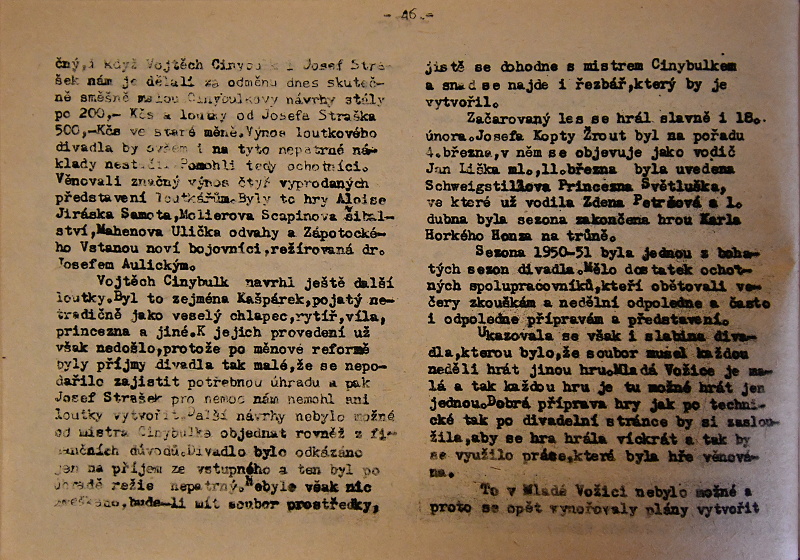 - 46.-
čný,i když Vojtěch Cinybulk i Josef Stra-
šek nám je dělali za odměnu dnes skuteč-
ně směšně malou Cinybulkovy návrhy stály
po 200,- Kčs a loutky od Josefa Straška
500,-Kčs ve staré měně.Výnos loutkového
divadla by ovšem i na tyto nepatrné ná-
klady nestačil.Pomohli tedy ochotníci.
Věnovali značný výnos čtyř vyprodaných
představení loutkářům.Byly to hry Aloise
Jiráska Samota,Molierova Scapinova šibal-
ství,Mahenova Ulička odvahy a Zápotocké-
ho Vstanou noví bojovníci,režírovaná dr.
Josefem Aulickým.
Vojtěch Cinybulk navrhl ještě další
loutky.Byl to zejména Kašpárek,pojatý ne-
tradičně jako veselý chlapec,rytíř,víla,
princezna a jiné.K jejich provedení už
však nedošlo,protože po měnové reformě
byly příjmy divadla tak malé,že se nepo-
dařilo zajistit potřebnou úhradu a pak
Josef Strašek pro nemoc nám nemohl ani
loutky vytvořit.Další návrhy nebylo možné
od mistra Cinybulka objednat rovněž z fi-
nančních důvodů.Divadlo bylo odkázáno
jen na příjem ze vstupného a ten byl po
úhradě režie nepatrný.Nebylo však nic
ztraceno,bude-li mít soubor prostředky,
jistě se dohodne s mistrem Cinybulkem
a snad se najde i řezbář,který by je
vytvořil.
Začarovaný les se hrál slavně i 18.
února.Josefa Kopty Žrout byl na pořadu
4.března,v něm se objevuje jako vodič
Jan Liška ml.,11.března byla uvedena
Schweigstillova Princezna Světluška,
ve které už vodila Zdena Petršová a 1.
dubna byla sezona zakončena hrou Karla
Horkého Honza na trůně.
Sezona 1950-51 byla jednou z boha-
tých sezon divadla.Mělo dostatek ochot-
ných spolupracovníků,kteří obětovali ve-
čery zkouškám a nedělní odpoledne a často
i odpoledne přípravám a představení.
Ukazovala se však i slabina diva-
dla,kterou bylo,že soubor musel každou
neděli hrát jinou hru.Mladá Vožice je ma-
lá a tak každou hru je tu možné hrát jen
jednou.Dobrá příprava hry jak po techni-
cké tak po divadelní stránce by si zaslou-
žila,aby se hra hrála víckrát a tak by
se využilo práce,která byla hře věnová-
na.
To v Mladé Vožici nebylo možné a
proto se opět vynořovaly plány vytvořit